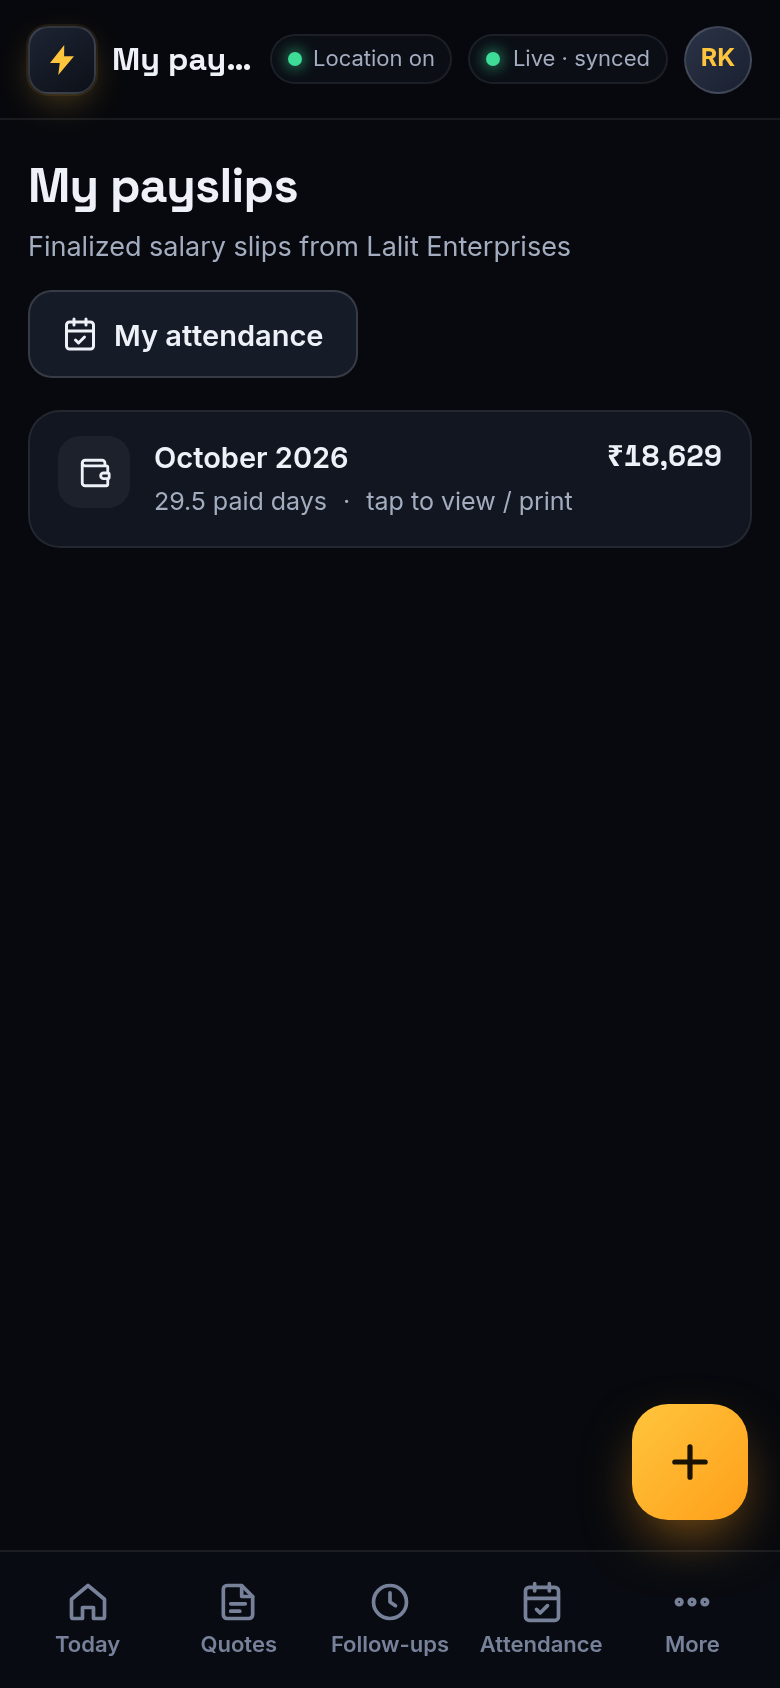 My pay...
Location on
Live · synced
RK
My payslips
Finalized salary slips from Lalit Enterprises
My attendance
October 2026
₹18,629
29.5 paid days · tap to view / print
Today
Quotes
Follow-ups
Attendance
More